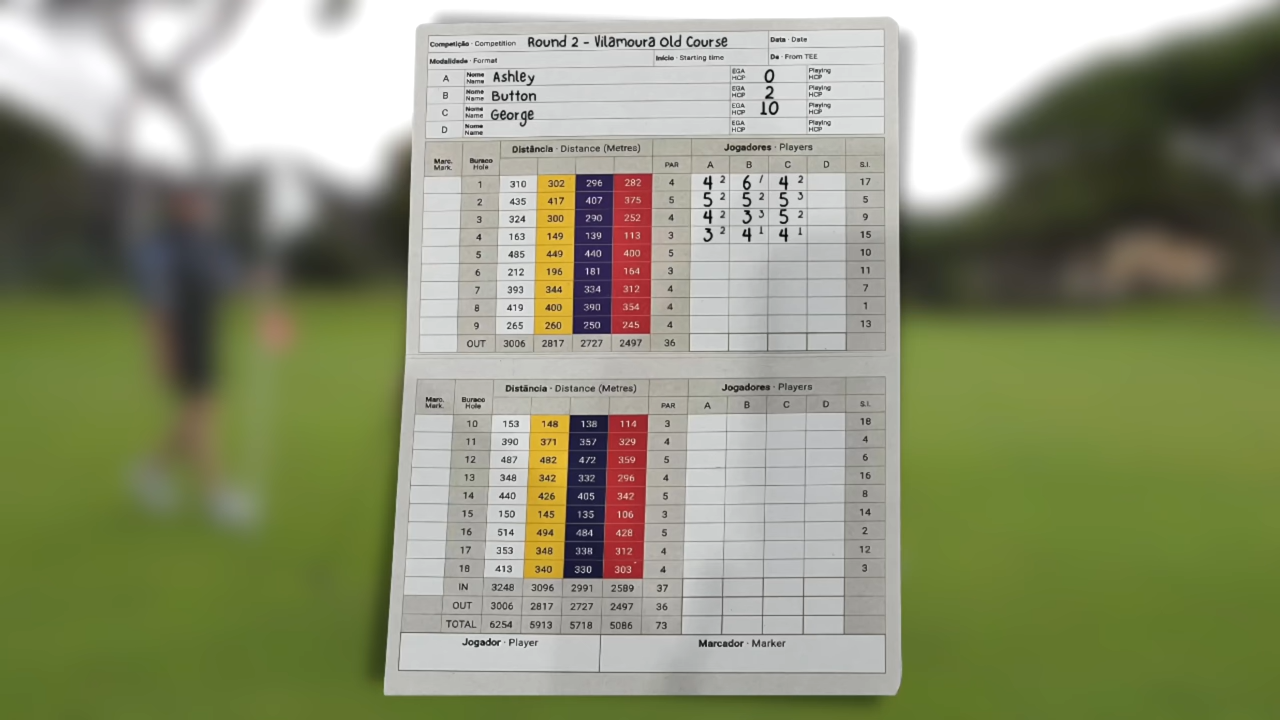 Competição · Competition Round 2 - Vilamoura Old Course Data · Date
Modalidade · Format Início · Starting time De · From TEE
A Nome Name Ashley EGA HCP 0 Playing HCP
B Nome Name Button EGA HCP 2 Playing HCP
C Nome Name George EGA HCP 10 Playing HCP
D Nome Name EGA HCP Playing HCP
Distância · Distance (Metres) Jogadores · Players
Marc. Mark. Buraco Hole PAR A B C D S.I.
1 310 302 296 282 4 4 2 6 / 4 2 17
2 435 417 407 375 5 5 2 5 2 5 3 5
3 324 300 290 252 4 4 2 3 3 5 2 9
4 163 149 139 113 3 3 2 4 1 4 1 15
5 485 449 440 400 5 10
6 212 196 181 164 3 11
7 393 344 334 312 4 7
8 419 400 390 354 4 1
9 265 260 250 245 4 13
OUT 3006 2817 2727 2497 36
Distância · Distance (Metres) Jogadores · Players
Marc. Mark. Buraco Hole PAR A B C D S.I.
10 153 148 138 114 3 18
11 390 371 357 329 4 4
12 487 482 472 359 5 6
13 348 342 332 296 4 16
14 440 426 405 342 5 8
15 150 145 135 106 3 14
16 514 494 484 428 5 2
17 353 348 338 312 4 12
18 413 340 330 303 4 3
IN 3248 3096 2991 2589 37
OUT 3006 2817 2727 2497 36
TOTAL 6254 5913 5718 5086 73
Jogador · Player Marcador · Marker